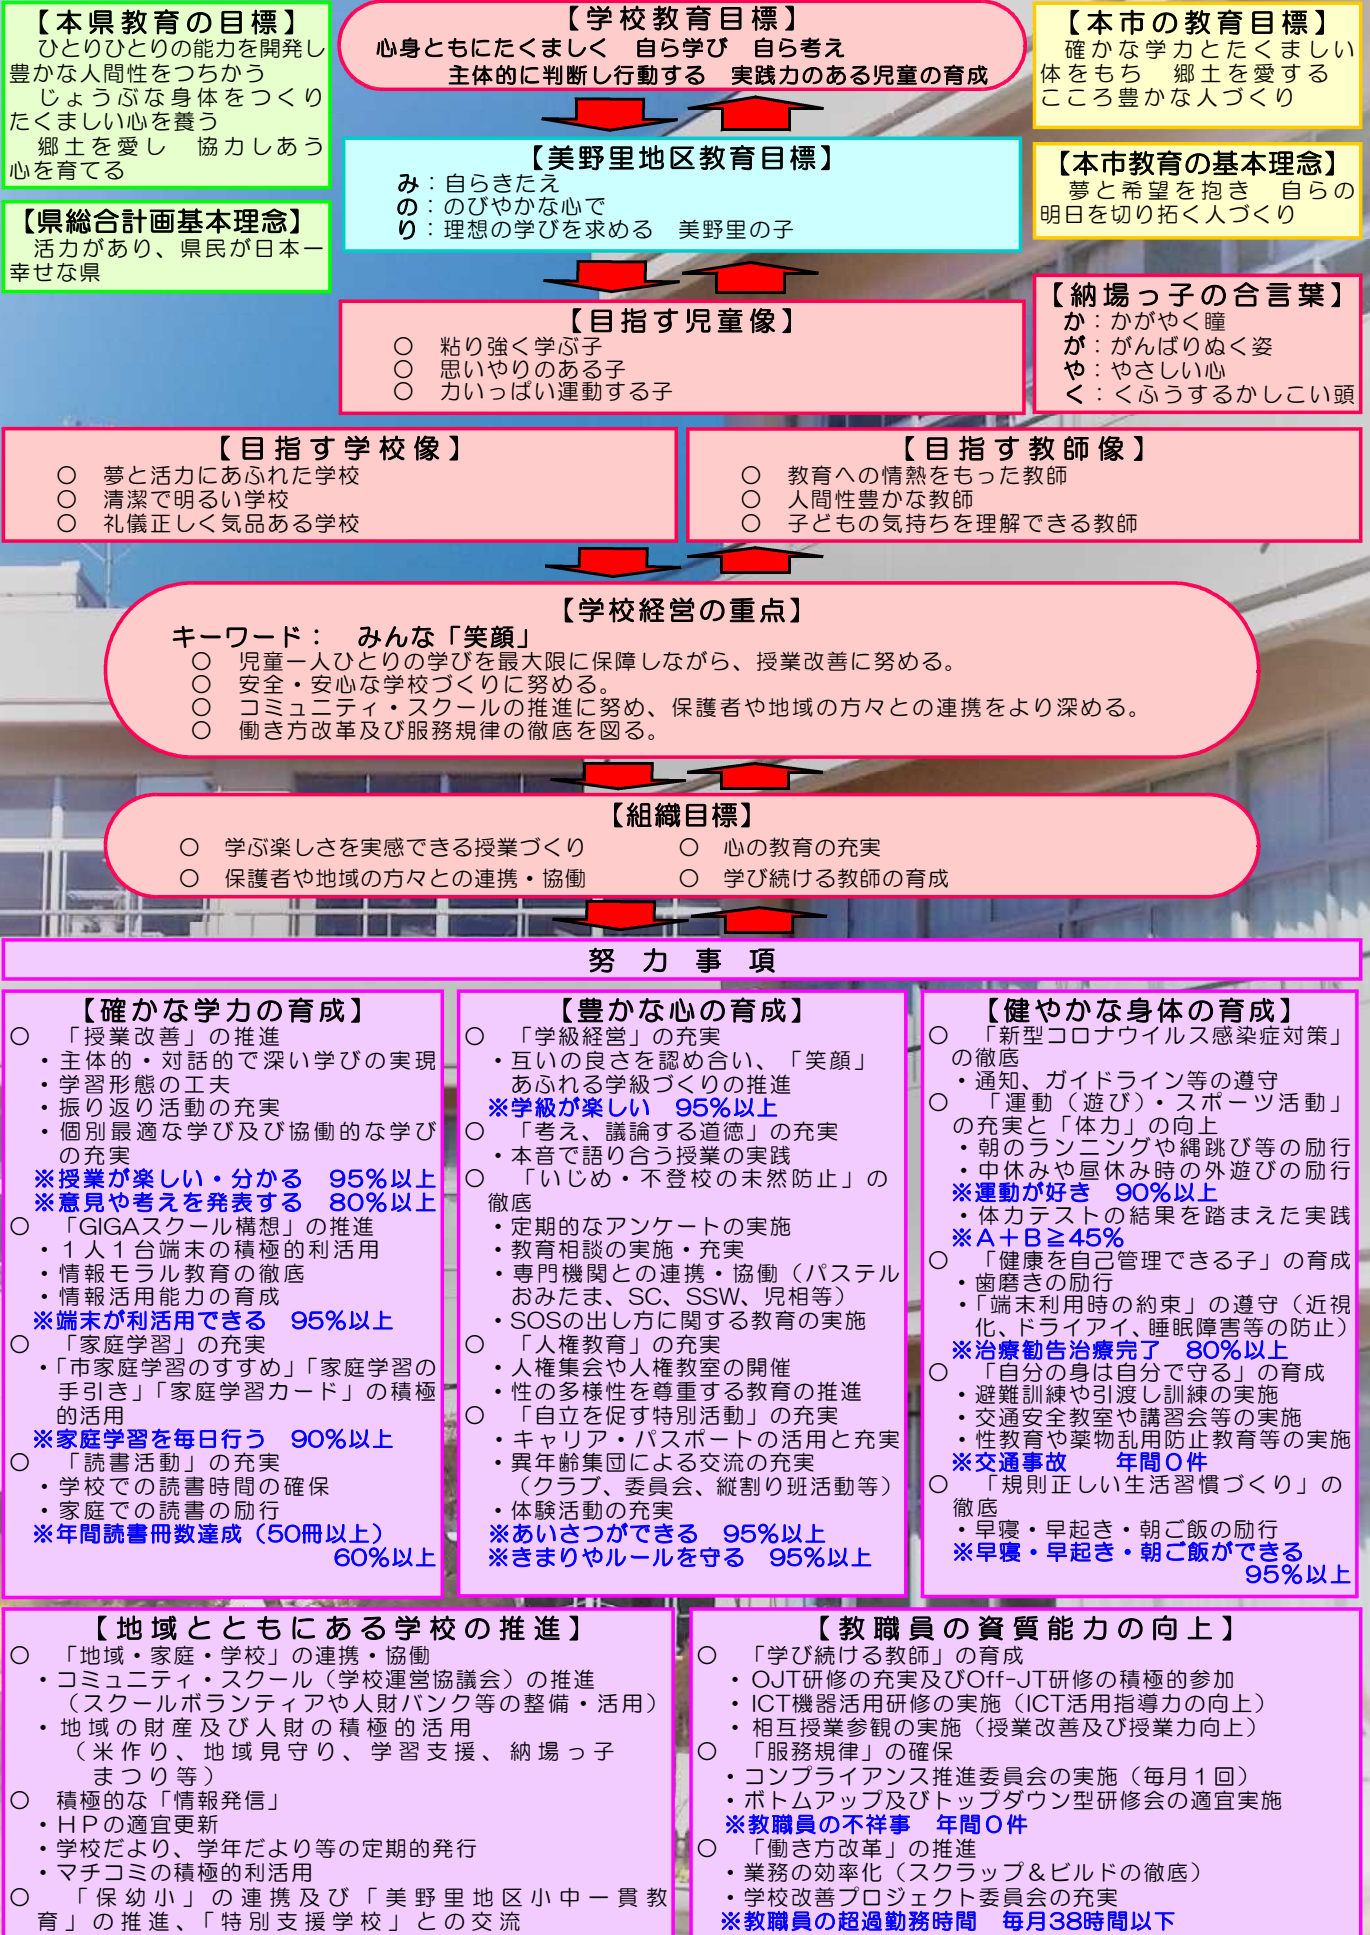 【本県教育の目標】
ひとりひとりの能力を開発し
豊かな人間性をつちかう
じょうぶな身体をつくり
たくましい心を養う
郷土を愛し　協力しあう
心を育てる
【県総合計画基本理念】
活力があり、県民が日本一
幸せな県
【学校教育目標】
心身ともにたくましく　自ら学び　自ら考え
主体的に判断し行動する　実践力のある児童の育成
【美野里地区教育目標】
み：自らきたえ
の：のびやかな心で
り：理想の学びを求める　美野里の子
【目指す児童像】
○　粘り強く学ぶ子
○　思いやりのある子
○　力いっぱい運動する子
【本市の教育目標】
確かな学力とたくましい
体をもち　郷土を愛する
こころ豊かな人づくり
【本市教育の基本理念】
夢と希望を抱き　自らの
明日を切り拓く人づくり
【納場っ子の合言葉】
か：かがやく瞳
が：がんばりぬく姿
や：やさしい心
く：くふうするかしこい頭
【目指す学校像】
○　夢と活力にあふれた学校
○　清潔で明るい学校
○　礼儀正しく気品ある学校
【目指す教師像】
○　教育への情熱をもった教師
○　人間性豊かな教師
○　子どもの気持ちを理解できる教師
【学校経営の重点】
キーワード：　みんな「笑顔」
○　児童一人ひとりの学びを最大限に保障しながら、授業改善に努める。
○　安全・安心な学校づくりに努める。
○　コミュニティ・スクールの推進に努め、保護者や地域の方々との連携をより深める。
○　働き方改革及び服務規律の徹底を図る。
【組織目標】
○　学ぶ楽しさを実感できる授業づくり　○　心の教育の充実
○　保護者や地域の方々との連携・協働　○　学び続ける教師の育成
努　力　事　項
【確かな学力の育成】
○　「授業改善」の推進
・主体的・対話的で深い学びの実現
・学習形態の工夫
・振り返り活動の充実
・個別最適な学び及び協働的な学び
の充実
※授業が楽しい・分かる　95%以上
※意見や考えを発表する　80%以上
○　「GIGAスクール構想」の推進
・１人１台端末の積極的利活用
・情報モラル教育の徹底
・情報活用能力の育成
※端末が利活用できる　95%以上
○　「家庭学習」の充実
・「市家庭学習のすすめ」「家庭学習の
手引き」「家庭学習カード」の積極
的活用
※家庭学習を毎日行う　90%以上
○　「読書活動」の充実
・学校での読書時間の確保
・家庭での読書の励行
※年間読書冊数達成（50冊以上）
60%以上
【豊かな心の育成】
○　「学級経営」の充実
・互いの良さを認め合い、「笑顔」
あふれる学級づくりの推進
※学級が楽しい　95%以上
○　「考え、議論する道徳」の充実
・本音で語り合う授業の実践
○　「いじめ・不登校の未然防止」の
徹底
・定期的なアンケートの実施
・教育相談の実施・充実
・専門機関との連携・協働（パステル
おみたま、SC、SSW、児相等）
・SOSの出し方に関する教育の実施
○　「人権教育」の充実
・人権集会や人権教室の開催
・性の多様性を尊重する教育の推進
○　「自立を促す特別活動」の充実
・キャリア・パスポートの活用と充実
・異年齢集団による交流の充実
（クラブ、委員会、縦割り班活動等）
・体験活動の充実
※あいさつができる　95%以上
※きまりやルールを守る　95%以上
【健やかな身体の育成】
○　「新型コロナウイルス感染症対策」
の徹底
・通知、ガイドライン等の遵守
○　「運動（遊び）・スポーツ活動」
の充実と「体力」の向上
・朝のランニングや縄跳び等の励行
・中休みや昼休み時の外遊びの励行
※運動が好き　90%以上
・体力テストの結果を踏まえた実践
※Ａ＋Ｂ≧45%
○　「健康を自己管理できる子」の育成
・歯磨きの励行
・「端末利用時の約束」の遵守（近視
化、ドライアイ、睡眠障害等の防止）
※治療勧告治療完了　80%以上
○　「自分の身は自分で守る」の育成
・避難訓練や引渡し訓練の実施
・交通安全教室や講習会等の実施
・性教育や薬物乱用防止教育等の実施
※交通事故　　年間０件
○　「規則正しい生活習慣づくり」の
徹底
・早寝・早起き・朝ご飯の励行
※早寝・早起き・朝ご飯ができる
95%以上
【地域とともにある学校の推進】
○　「地域・家庭・学校」の連携・協働
・コミュニティ・スクール（学校運営協議会）の推進
（スクールボランティアや人財バンク等の整備・活用）
・地域の財産及び人財の積極的活用
（米作り、地域見守り、学習支援、納場っ子
まつり等）
○　積極的な「情報発信」
・ＨＰの適宜更新
・学校だより、学年だより等の定期的発行
・マチコミの積極的利活用
○　「保幼小」の連携及び「美野里地区小中一貫教
育」の推進、「特別支援学校」との交流
【教職員の資質能力の向上】
○　「学び続ける教師」の育成
・OJT研修の充実及びOff-JT研修の積極的参加
・ICT機器活用研修の実施（ICT活用指導力の向上）
・相互授業参観の実施（授業改善及び授業力向上）
○　「服務規律」の確保
・コンプライアンス推進委員会の実施（毎月１回）
・ボトムアップ及びトップダウン型研修会の適宜実施
※教職員の不祥事　年間０件
○　「働き方改革」の推進
・業務の効率化（スクラップ＆ビルドの徹底）
・学校改善プロジェクト委員会の充実
※教職員の超過勤務時間　毎月38時間以下